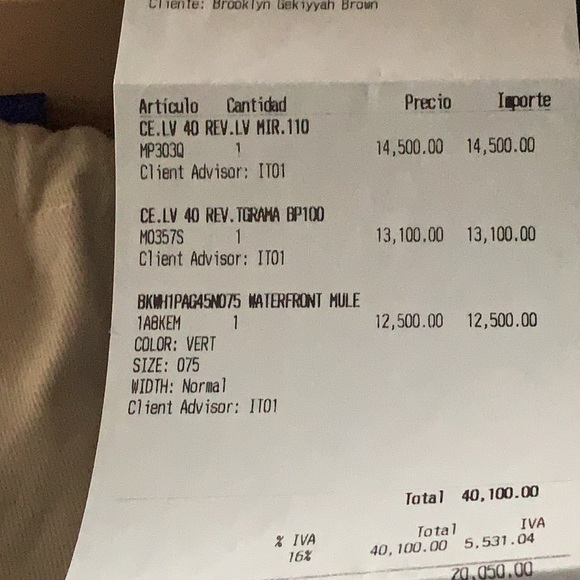 Cliente: Brooklyn Gekiyyah Brown
Artículo Cantidad Precio Importe
CE.LV 40 REV.LV MIR.110
MP303Q 1 14,500.00 14,500.00
Client Advisor: IT01
CE.LV 40 REV.TGRAMA BP100
M0357S 1 13,100.00 13,100.00
Client Advisor: IT01
BKWH1PAG45N075 WATERFRONT MULE
1A8KEM 1 12,500.00 12,500.00
COLOR: VERT
SIZE: 075
WIDTH: Normal
Client Advisor: IT01
Total 40,100.00
% IVA Total IVA
16% 40,100.00 5,531.04
20,050.00